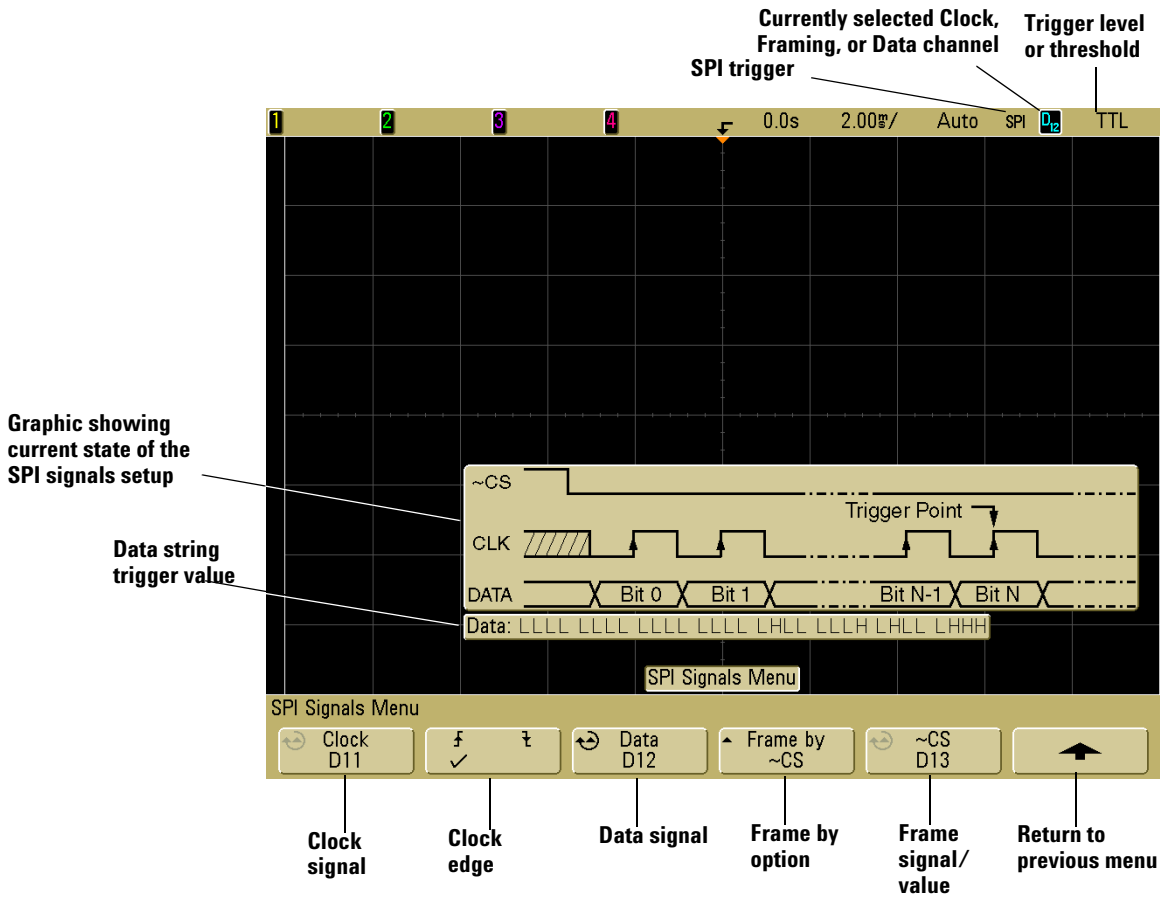 Currently selected Clock,
Framing, or Data channel
Trigger level
or threshold
SPI trigger
1 2 3 4 0.0s 2.00㎱/ Auto SPI D12 TTL
Graphic showing
current state of the
SPI signals setup
~CS
Trigger Point
CLK
Data string
trigger value
DATA Bit 0 Bit 1 Bit N-1 Bit N
Data: LLLL LLLL LLLL LLLL LHLL LLLH LHLL LHHH
SPI Signals Menu
SPI Signals Menu
Clock
D11
Data
D12
Frame by
~CS
~CS
D13
Clock
signal
Clock
edge
Data signal
Frame by
option
Frame
signal/
value
Return to
previous menu